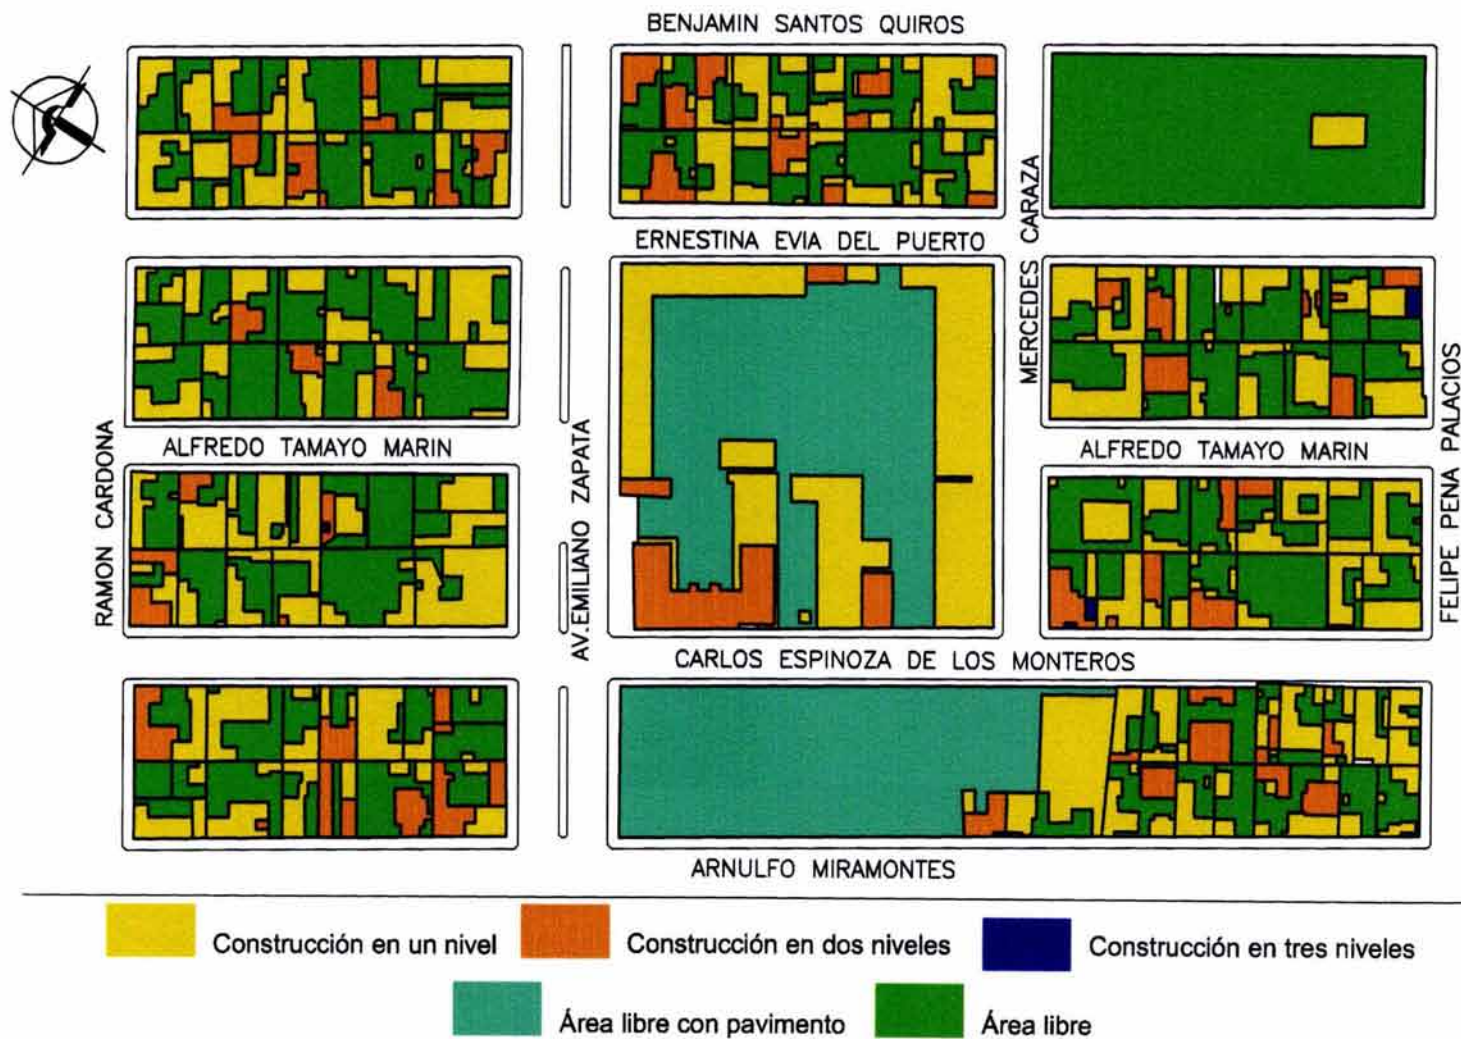 BENJAMIN SANTOS QUIROS
ERNESTINA EVIA DEL PUERTO
MERCEDES CARAZA
ALFREDO TAMAYO MARIN
ALFREDO TAMAYO MARIN
RAMON CARDONA
AV.EMILIANO ZAPATA
FELIPE PENA PALACIOS
CARLOS ESPINOZA DE LOS MONTEROS
ARNULFO MIRAMONTES
Construcción en un nivel
Construcción en dos niveles
Construcción en tres niveles
Área libre con pavimento
Área libre